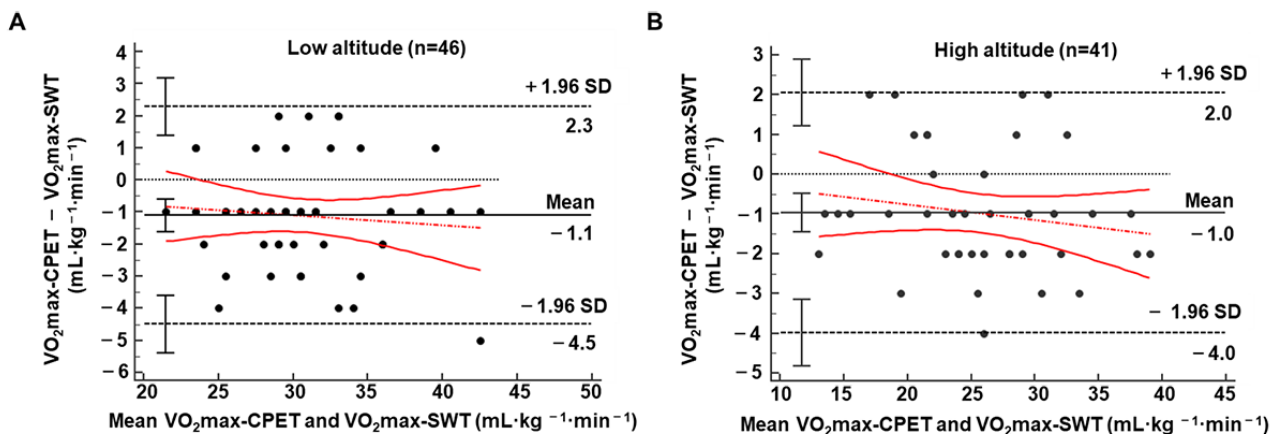 A
Low altitude (n=46)
VO₂max-CPET − VO₂max-SWT
(mL·kg⁻¹·min⁻¹)
4
3
2
1
0
−1
−2
−3
−4
−5
−6
+1.96 SD
2.3
Mean
−1.1
−1.96 SD
−4.5
20 25 30 35 40 45 50
Mean VO₂max-CPET and VO₂max-SWT (mL·kg⁻¹·min⁻¹)
B
High altitude (n=41)
VO₂max-CPET − VO₂max-SWT
(mL·kg⁻¹·min⁻¹)
3
2
1
0
−1
−2
−3
−4
−5
+1.96 SD
2.0
Mean
−1.0
− 1.96 SD
−4.0
10 15 20 25 30 35 40 45
Mean VO₂max-CPET and VO₂max-SWT (mL·kg⁻¹·min⁻¹)